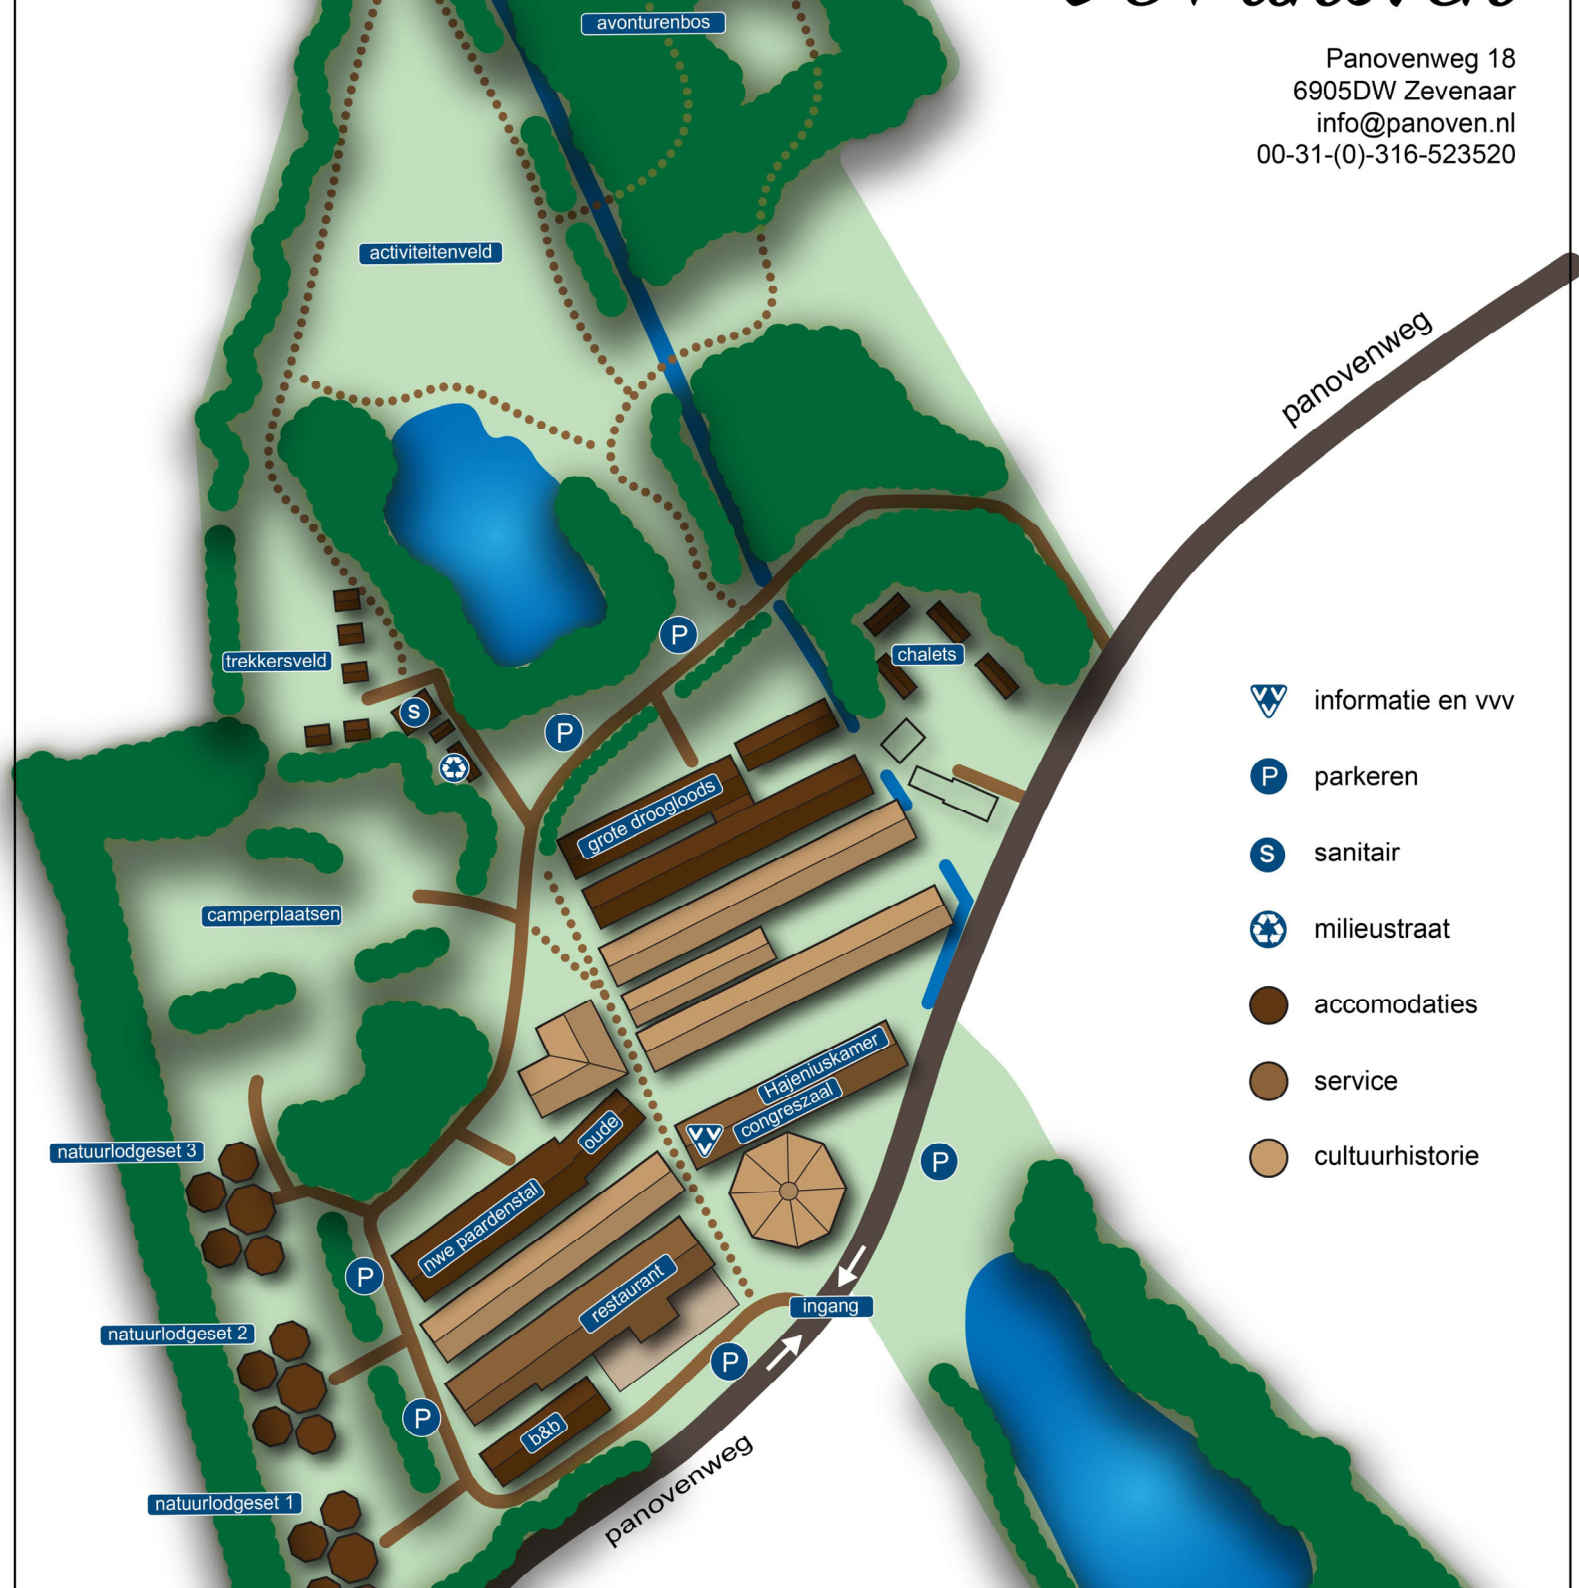 avonturenbos
Panovenweg 18
6905DW Zevenaar
info@panoven.nl
00-31-(0)-316-523520
activiteitenveld
panovenweg
trekkersveld
S
P
P
chalets
grote droogloods
camperplaatsen
informatie en vvv
P parkeren
S sanitair
milieustraat
accomodaties
service
cultuurhistorie
Hajeniuskamer
congreszaal
VVV
oude
nwe paardenstal
natuurlodgeset 3
P
P
restaurant
ingang
natuurlodgeset 2
P
P
b&b
natuurlodgeset 1
panovenweg